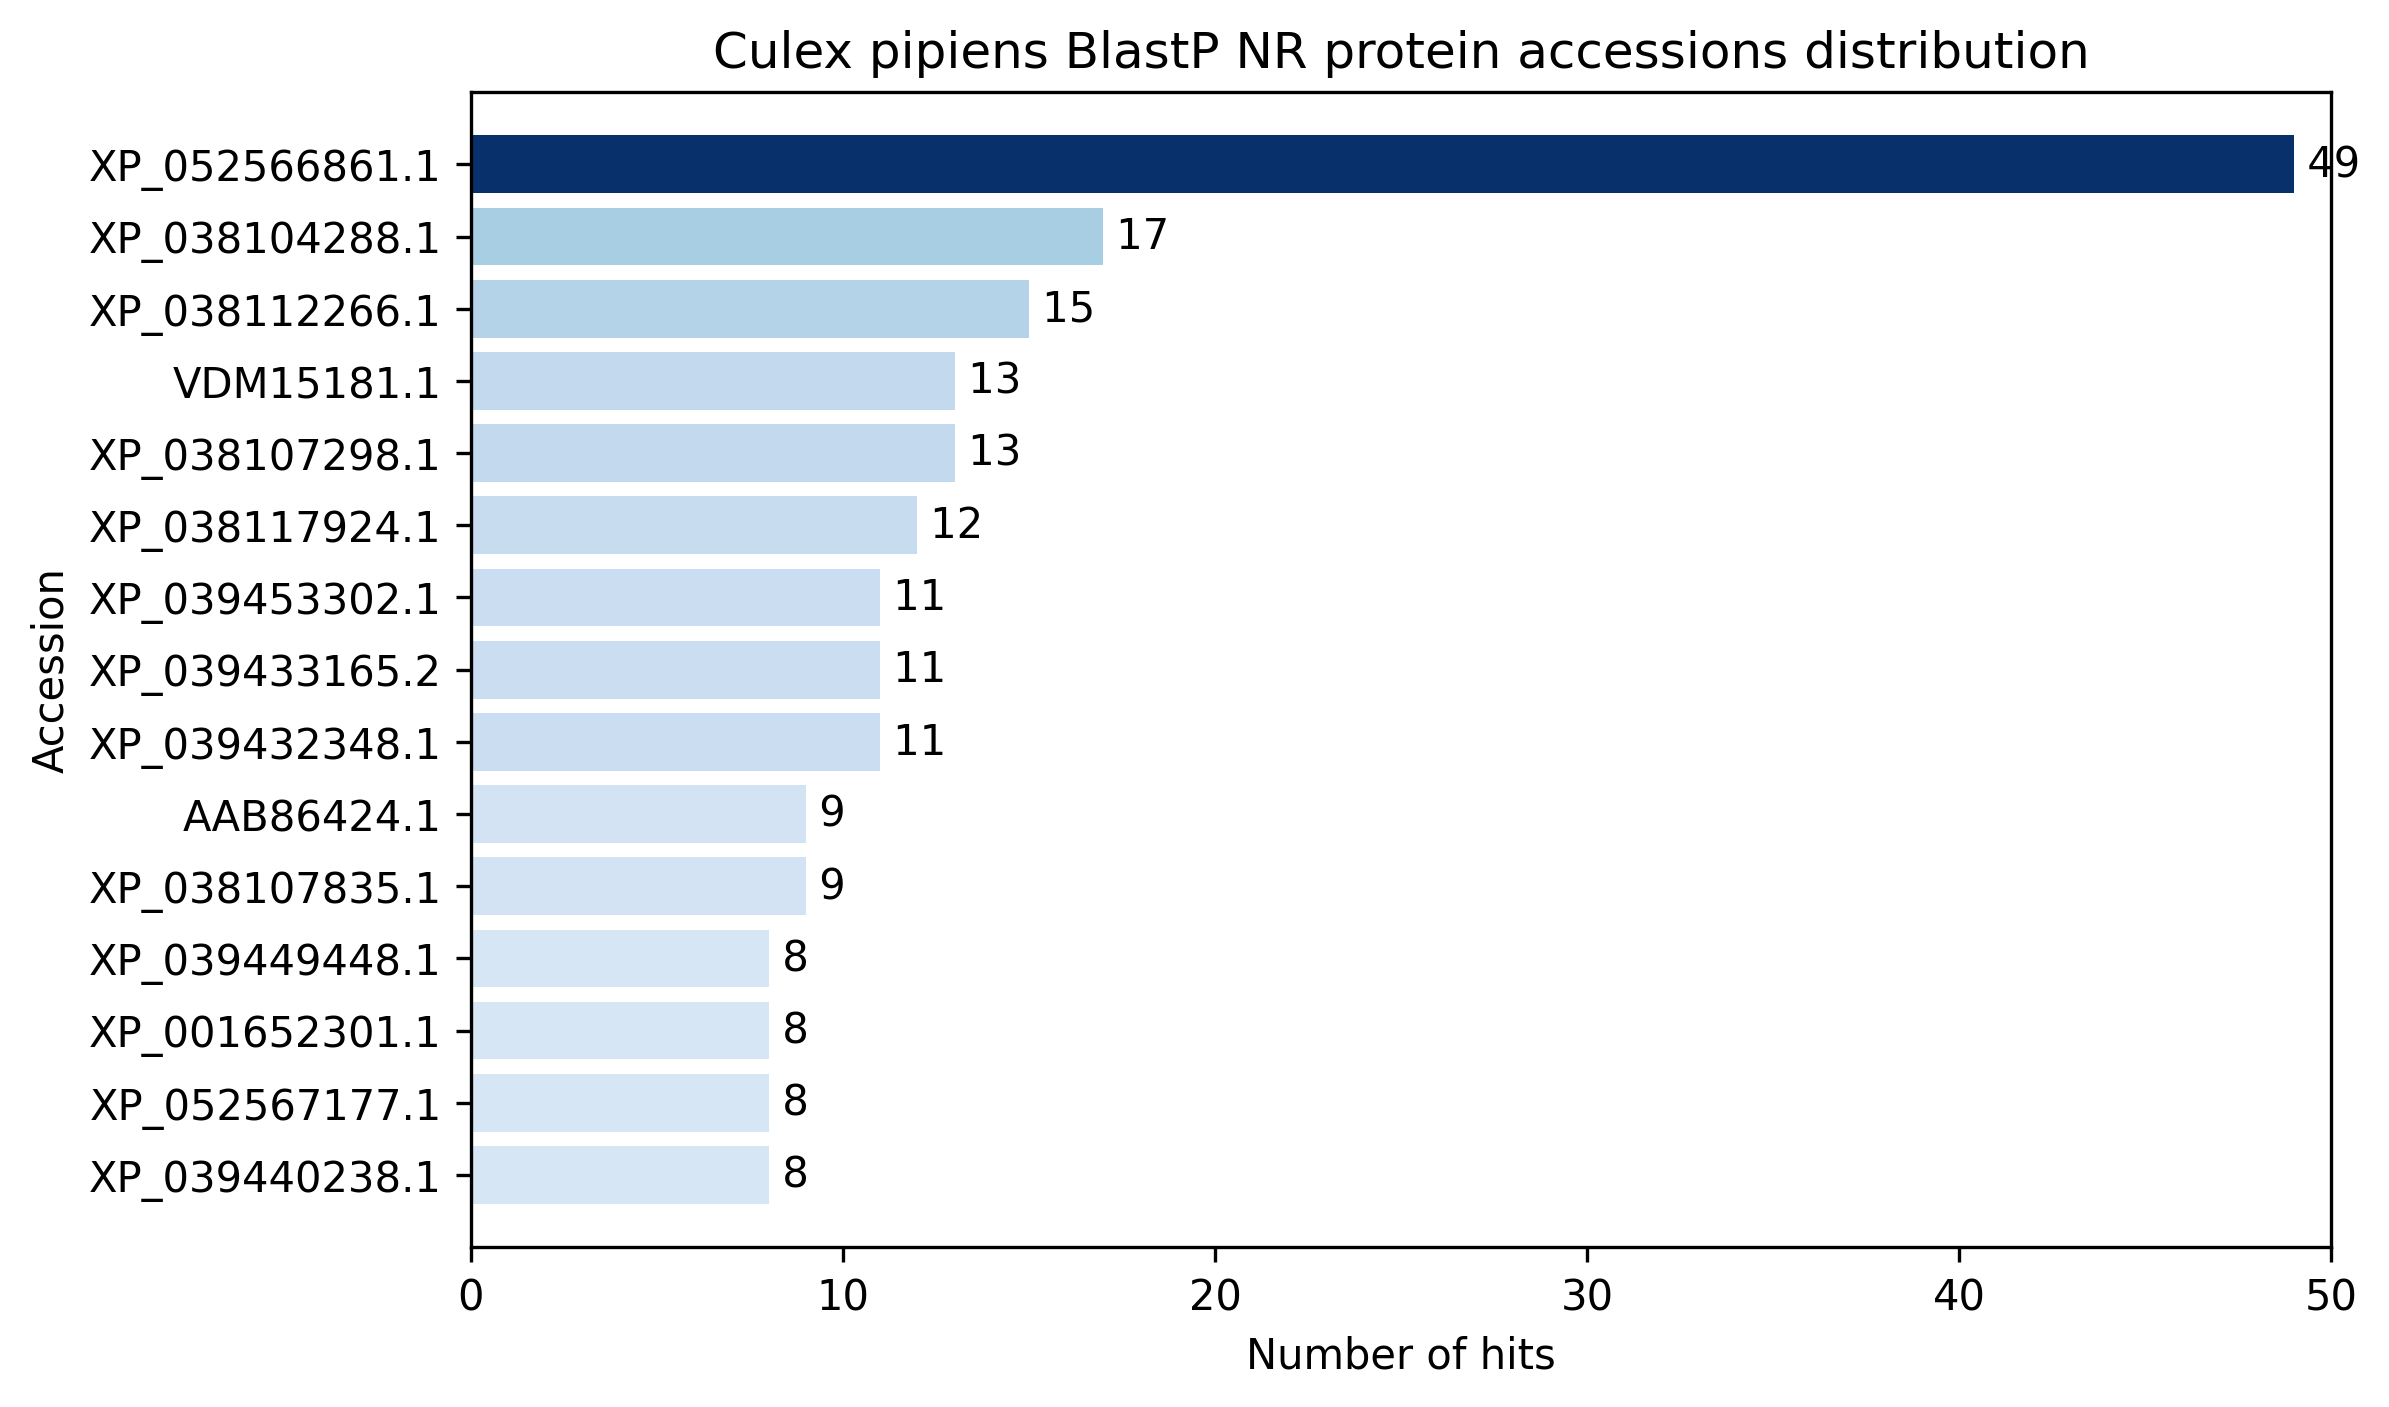 Culex pipiens BlastP NR protein accessions distribution
XP_052566861.1 49
XP_038104288.1 17
XP_038112266.1 15
VDM15181.1 13
XP_038107298.1 13
XP_038117924.1 12
XP_039453302.1 11
XP_039433165.2 11
XP_039432348.1 11
AAB86424.1 9
XP_038107835.1 9
XP_039449448.1 8
XP_001652301.1 8
XP_052567177.1 8
XP_039440238.1 8
Accession
0 10 20 30 40 50
Number of hits